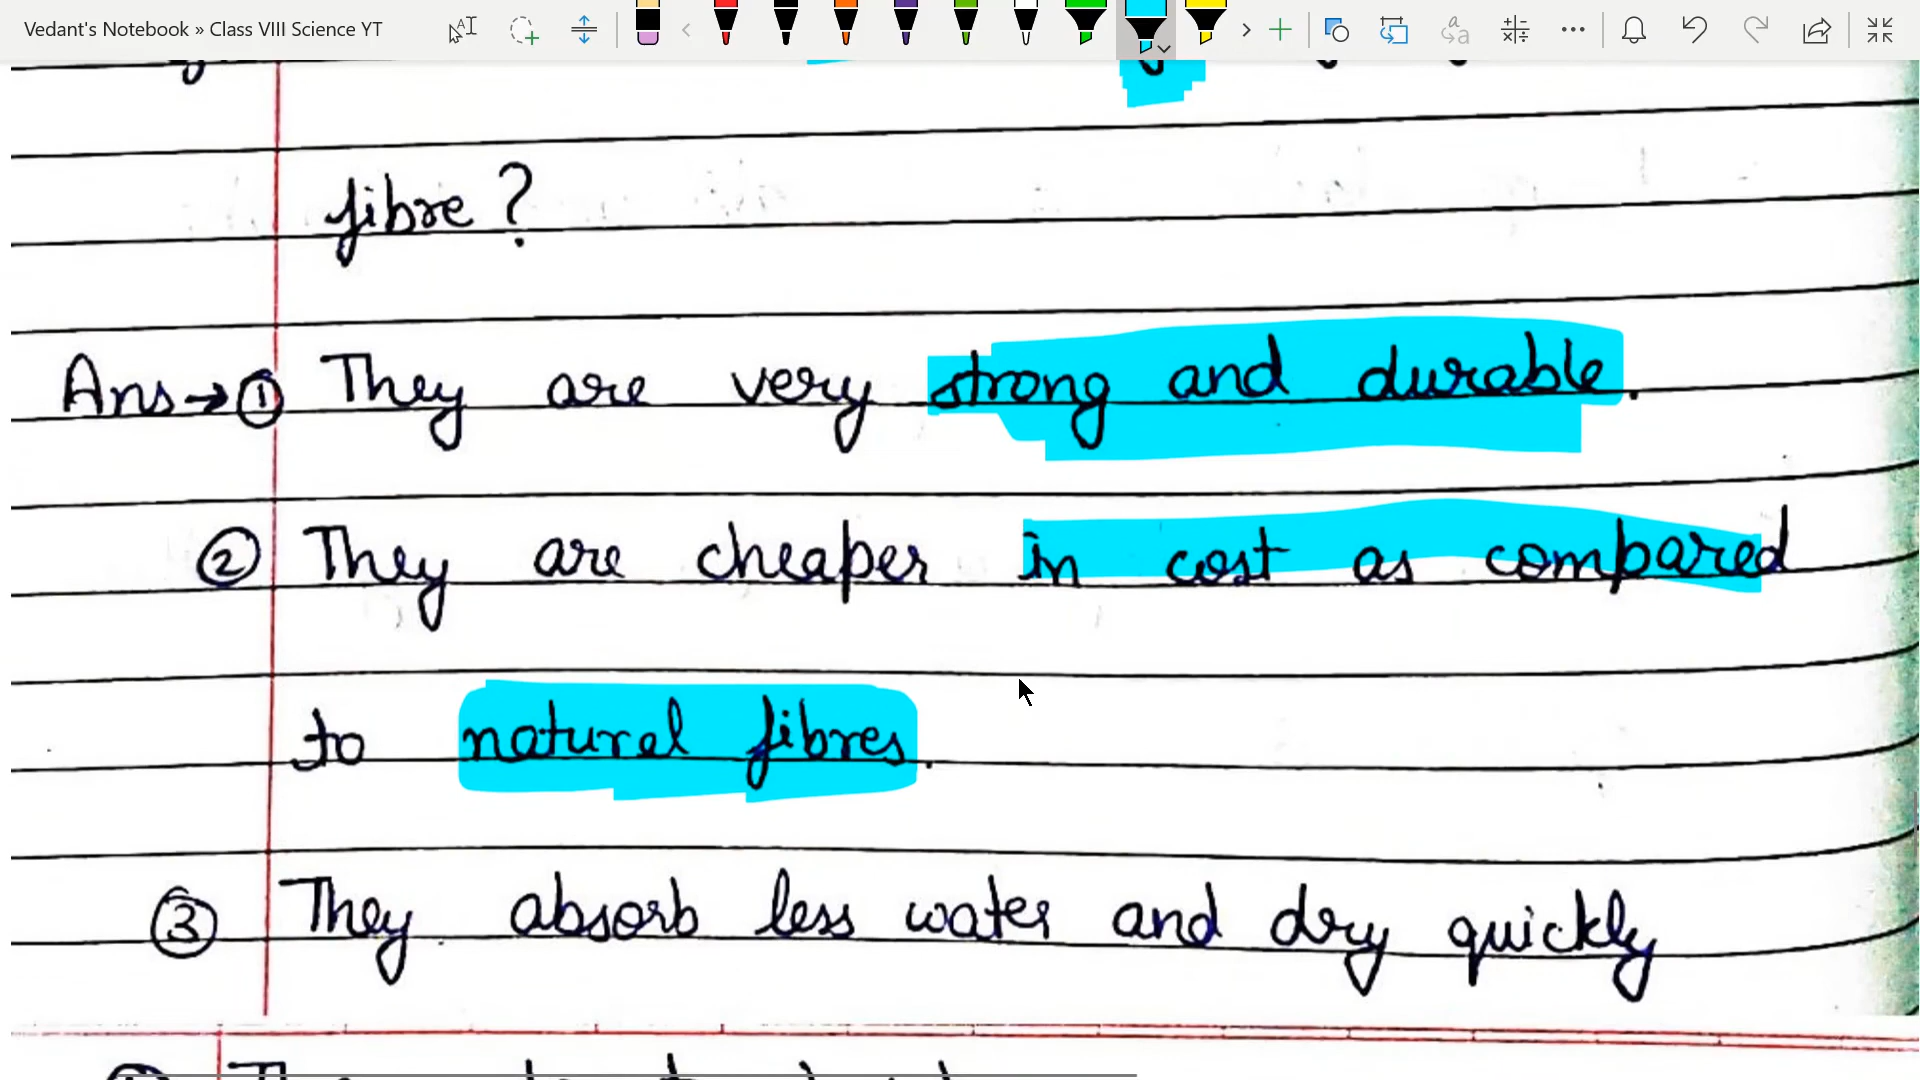 Vedant's Notebook » Class VIII Science YT
fibre ?
Ans → ① They are very strong and durable.
② They are cheaper in cost as compared
to natural fibres.
③ They absorb less water and dry quickly